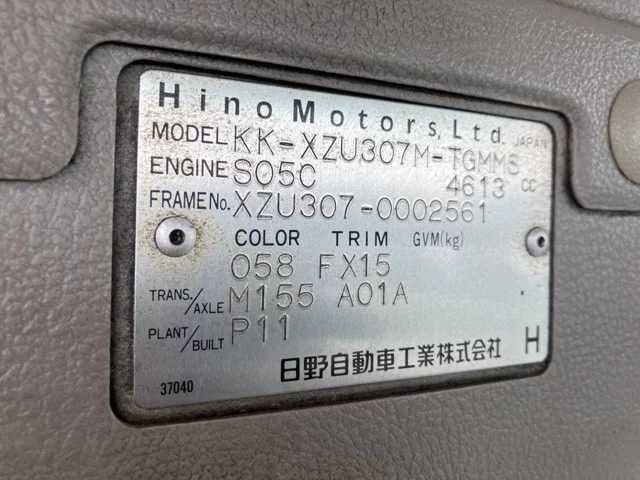 Hino Motors, Ltd. JAPAN
MODEL KK-XZU307M-TGMMS
ENGINE S05C 4613 CC
FRAME No. XZU307-0002561
COLOR TRIM GVM(kg)
058 FX15
TRANS./AXLE M155 A01A
PLANT/BUILT P11
日野自動車工業株式会社 H
37040